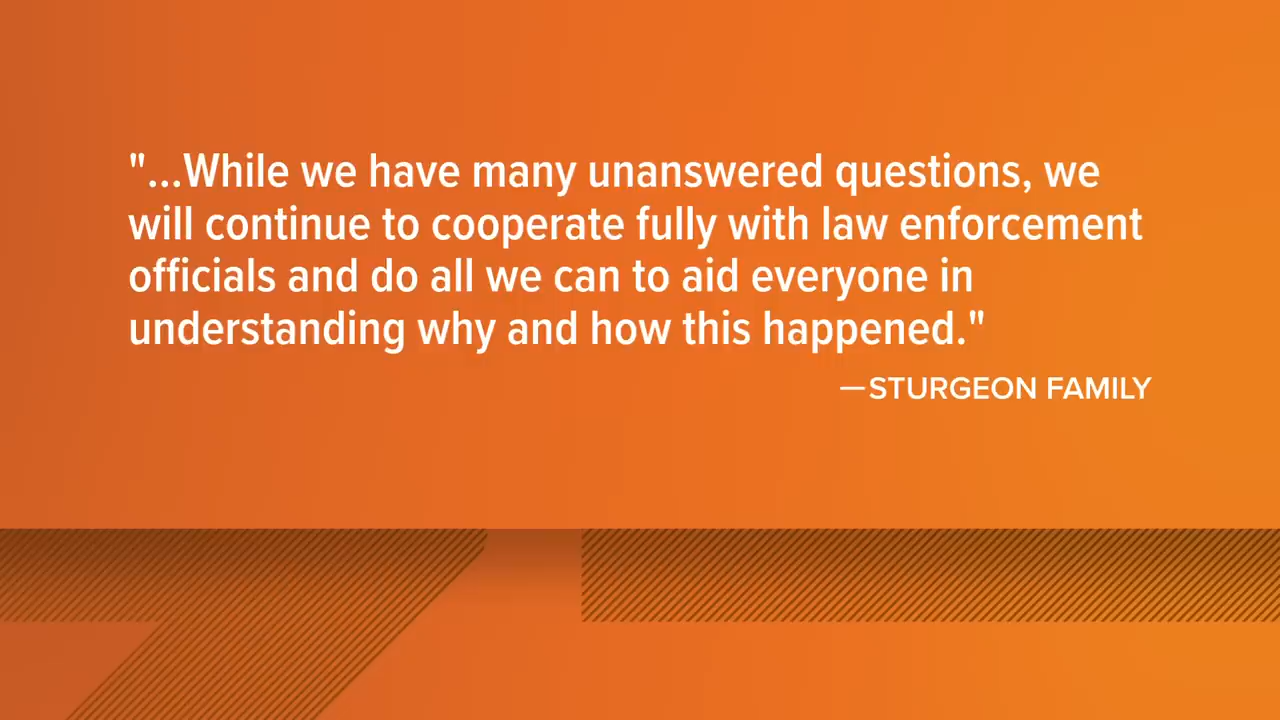 "...While we have many unanswered questions, we
will continue to cooperate fully with law enforcement
officials and do all we can to aid everyone in
understanding why and how this happened."
—STURGEON FAMILY